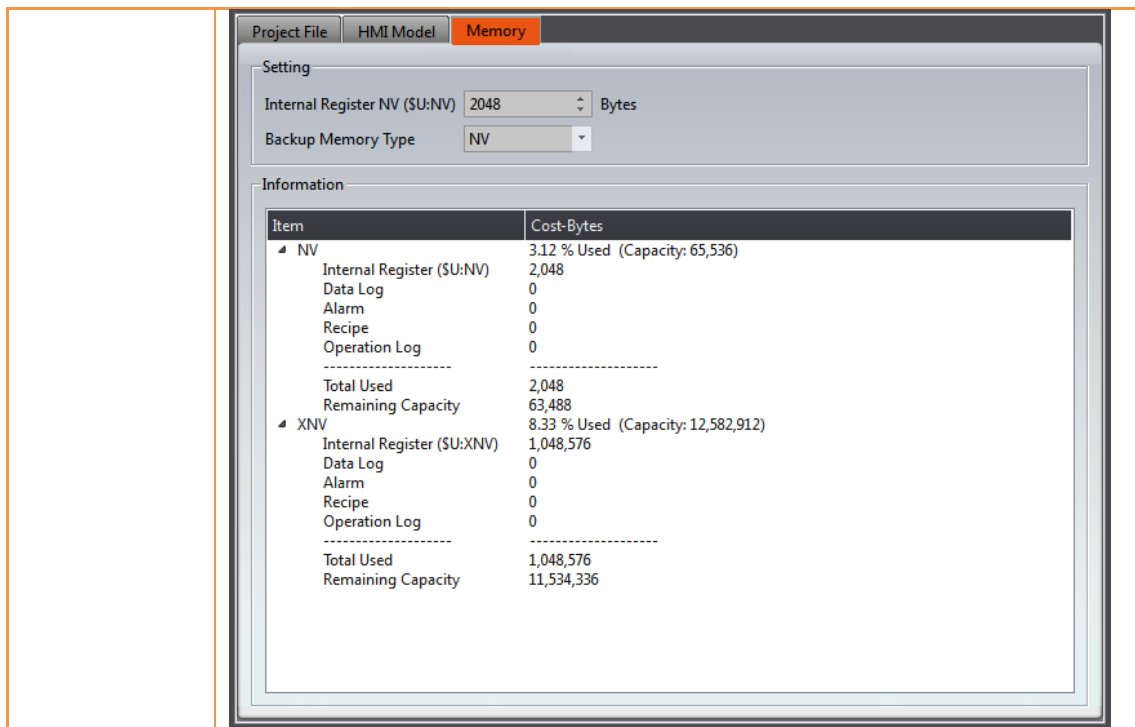 Project File HMI Model Memory
Setting
Internal Register NV ($U:NV) 2048 Bytes
Backup Memory Type NV
Information
Item Cost-Bytes
NV 3.12 % Used (Capacity: 65,536)
Internal Register ($U:NV) 2,048
Data Log 0
Alarm 0
Recipe 0
Operation Log 0
-------------------- --------------------
Total Used 2,048
Remaining Capacity 63,488
XNV 8.33 % Used (Capacity: 12,582,912)
Internal Register ($U:XNV) 1,048,576
Data Log 0
Alarm 0
Recipe 0
Operation Log 0
-------------------- --------------------
Total Used 1,048,576
Remaining Capacity 11,534,336